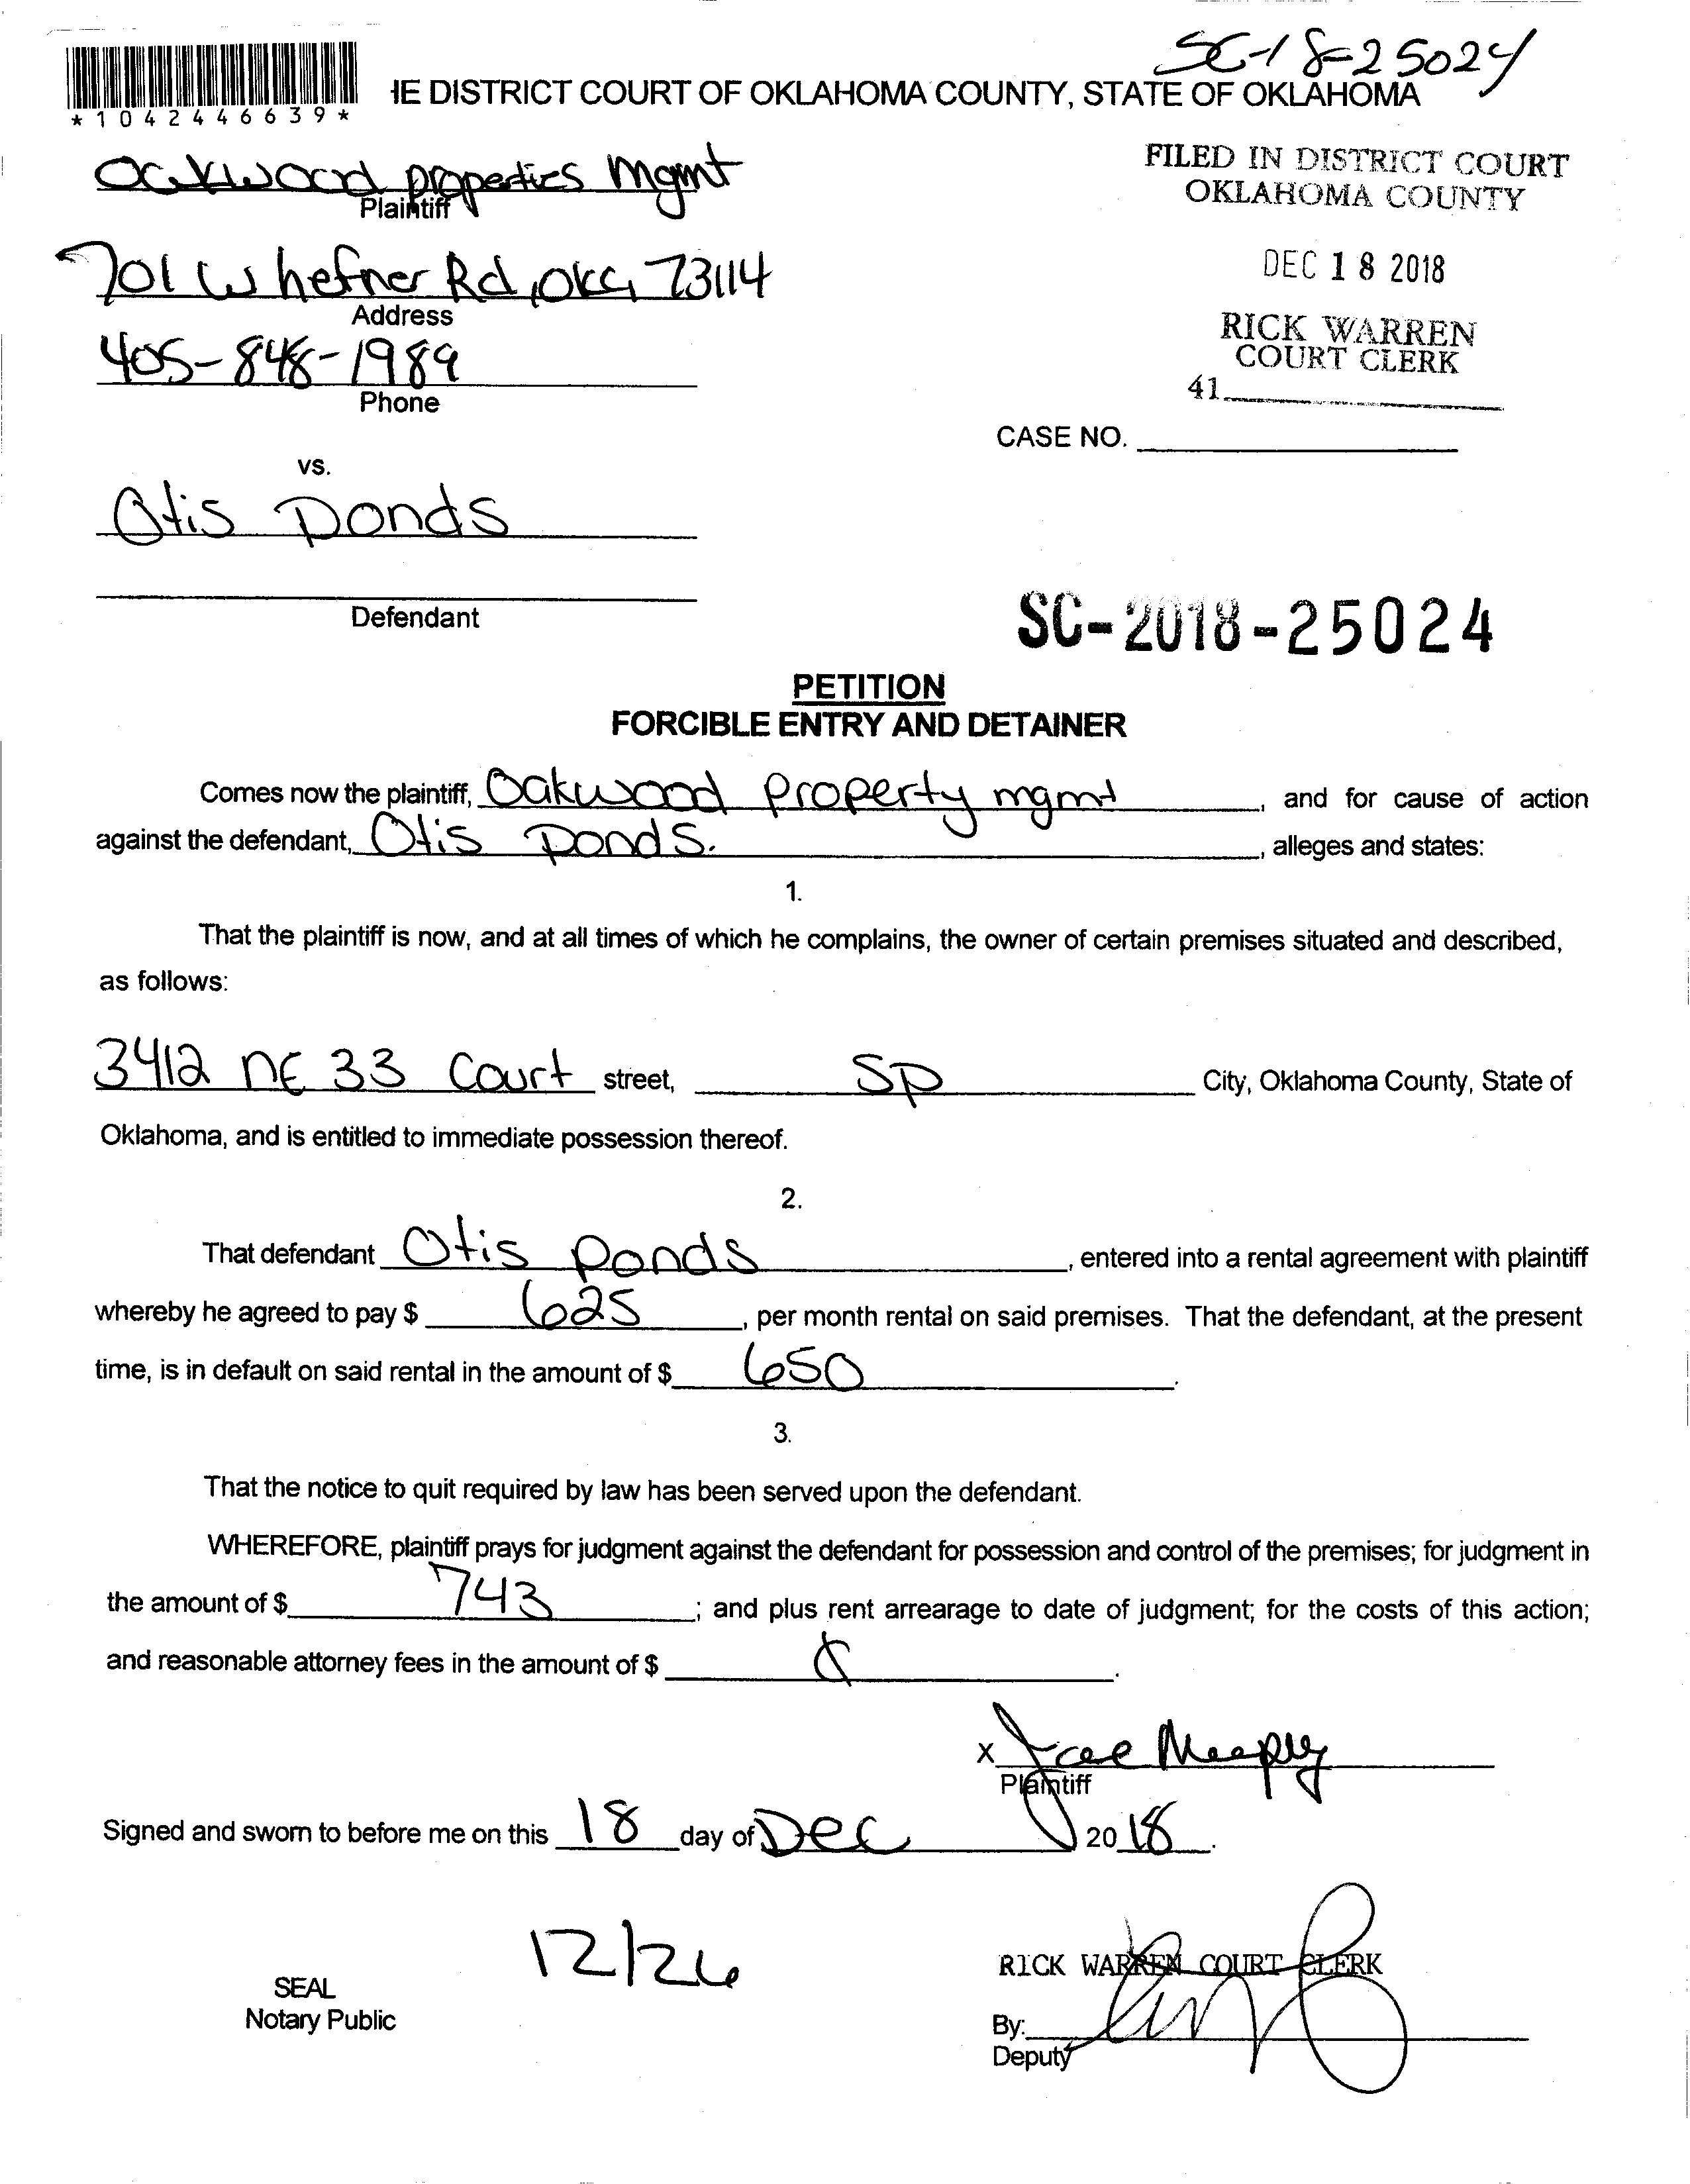 SC-18-25024
*1042446639*
HE DISTRICT COURT OF OKLAHOMA COUNTY, STATE OF OKLAHOMA
Oakwood properties Mgmt
Plaintiff
FILED IN DISTRICT COURT
OKLAHOMA COUNTY
701 W hefner Rd, OKC, 73114
Address
DEC 18 2018
405-848-1989
Phone
RICK WARREN
COURT CLERK
41
CASE NO.
vs.
Otis Ponds
Defendant
SC-2018-25024
PETITION
FORCIBLE ENTRY AND DETAINER
Comes now the plaintiff, Oakwood property mgmt, and for cause of action
against the defendant, Otis Ponds., alleges and states:
1.
That the plaintiff is now, and at all times of which he complains, the owner of certain premises situated and described,
as follows:
3412 NE 33 Court street, SP City, Oklahoma County, State of
Oklahoma, and is entitled to immediate possession thereof.
2.
That defendant Otis Ponds, entered into a rental agreement with plaintiff
whereby he agreed to pay $ 625, per month rental on said premises. That the defendant, at the present
time, is in default on said rental in the amount of $ 650.
3.
That the notice to quit required by law has been served upon the defendant.
WHEREFORE, plaintiff prays for judgment against the defendant for possession and control of the premises; for judgment in
the amount of $ 743; and plus rent arrearage to date of judgment; for the costs of this action;
and reasonable attorney fees in the amount of $ .
X
Plaintiff
Signed and sworn to before me on this 18 day of Dec 2018.
12/26
SEAL
Notary Public
RICK WARREN COURT CLERK
By:
Deputy